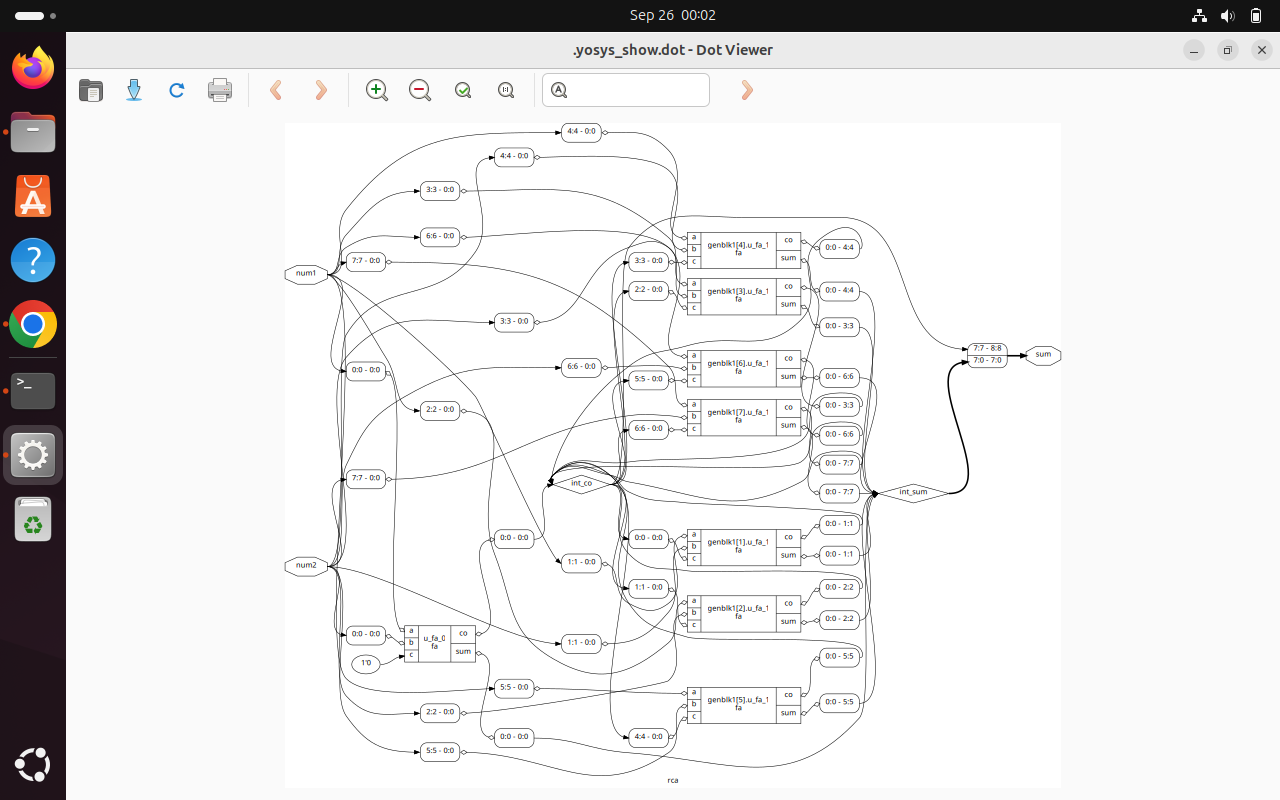 Sep 26 00:02
.yosys_show.dot - Dot Viewer
4:4 - 0:0
4:4 - 0:0
3:3 - 0:0
6:6 - 0:0
7:7 - 0:0
num1
3:3 - 0:0
0:0 - 0:0
6:6 - 0:0
2:2 - 0:0
7:7 - 0:0
int_co
0:0 - 0:0
1:1 - 0:0
num2
0:0 - 0:0
1'0
a
b
c
u_fa_0
fa
co
sum
1:1 - 0:0
5:5 - 0:0
2:2 - 0:0
0:0 - 0:0
5:5 - 0:0
3:3 - 0:0
2:2 - 0:0
5:5 - 0:0
6:6 - 0:0
0:0 - 0:0
1:1 - 0:0
4:4 - 0:0
a
b
c
genblk1[4].u_fa_1
fa
co
sum
a
b
c
genblk1[3].u_fa_1
fa
co
sum
a
b
c
genblk1[6].u_fa_1
fa
co
sum
a
b
c
genblk1[7].u_fa_1
fa
co
sum
a
b
c
genblk1[1].u_fa_1
fa
co
sum
a
b
c
genblk1[2].u_fa_1
fa
co
sum
a
b
c
genblk1[5].u_fa_1
fa
co
sum
0:0 - 4:4
0:0 - 4:4
0:0 - 3:3
0:0 - 6:6
0:0 - 3:3
0:0 - 6:6
0:0 - 7:7
0:0 - 7:7
0:0 - 1:1
0:0 - 1:1
0:0 - 2:2
0:0 - 2:2
0:0 - 5:5
0:0 - 5:5
int_sum
7:7 - 8:8
7:0 - 7:0
sum
rca